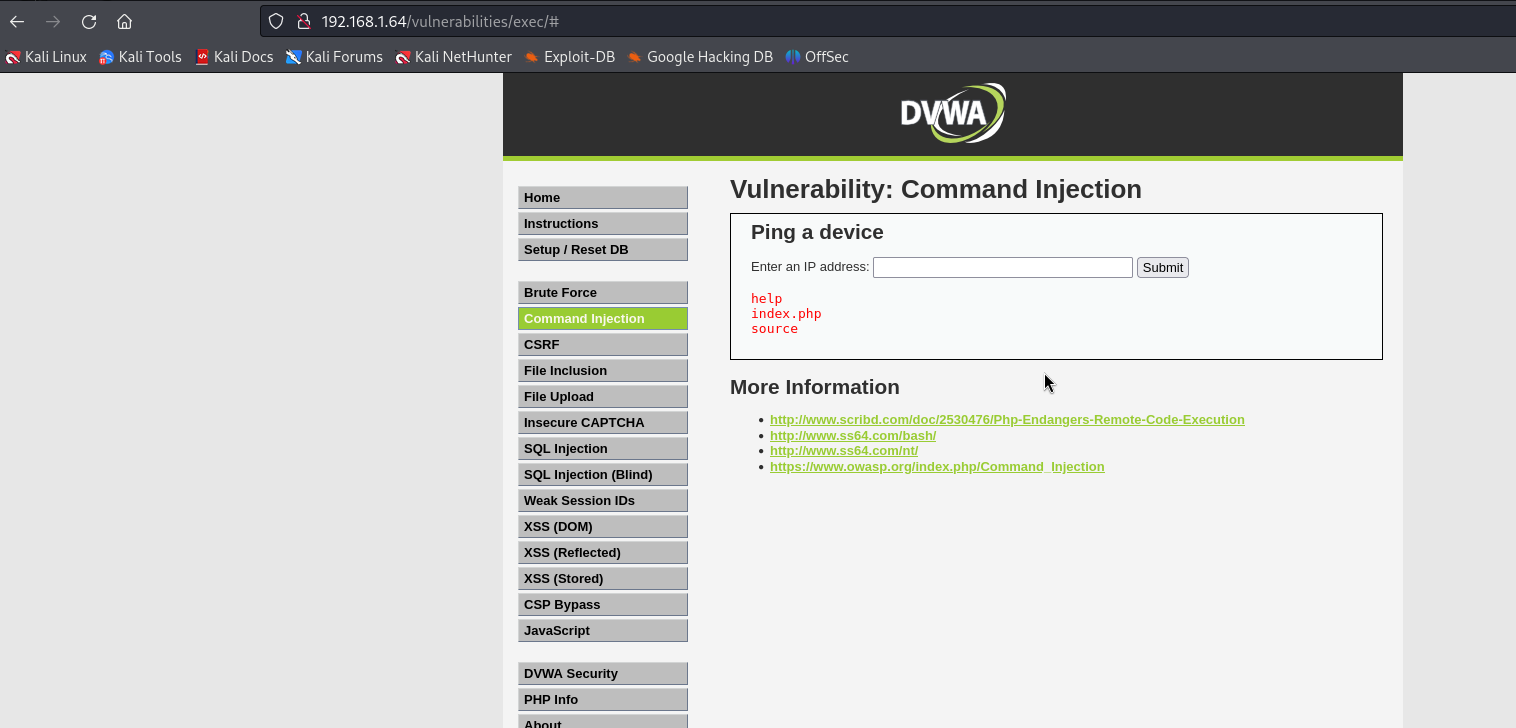 192.168.1.64/vulnerabilities/exec/#
Kali Linux Kali Tools Kali Docs Kali Forums Kali NetHunter Exploit-DB Google Hacking DB OffSec
DVWA
Home
Instructions
Setup / Reset DB
Brute Force
Command Injection
CSRF
File Inclusion
File Upload
Insecure CAPTCHA
SQL Injection
SQL Injection (Blind)
Weak Session IDs
XSS (DOM)
XSS (Reflected)
XSS (Stored)
CSP Bypass
JavaScript
DVWA Security
PHP Info
About
Vulnerability: Command Injection
Ping a device
Enter an IP address: Submit
help
index.php
source
More Information
http://www.scribd.com/doc/2530476/Php-Endangers-Remote-Code-Execution
http://www.ss64.com/bash/
http://www.ss64.com/nt/
https://www.owasp.org/index.php/Command_Injection